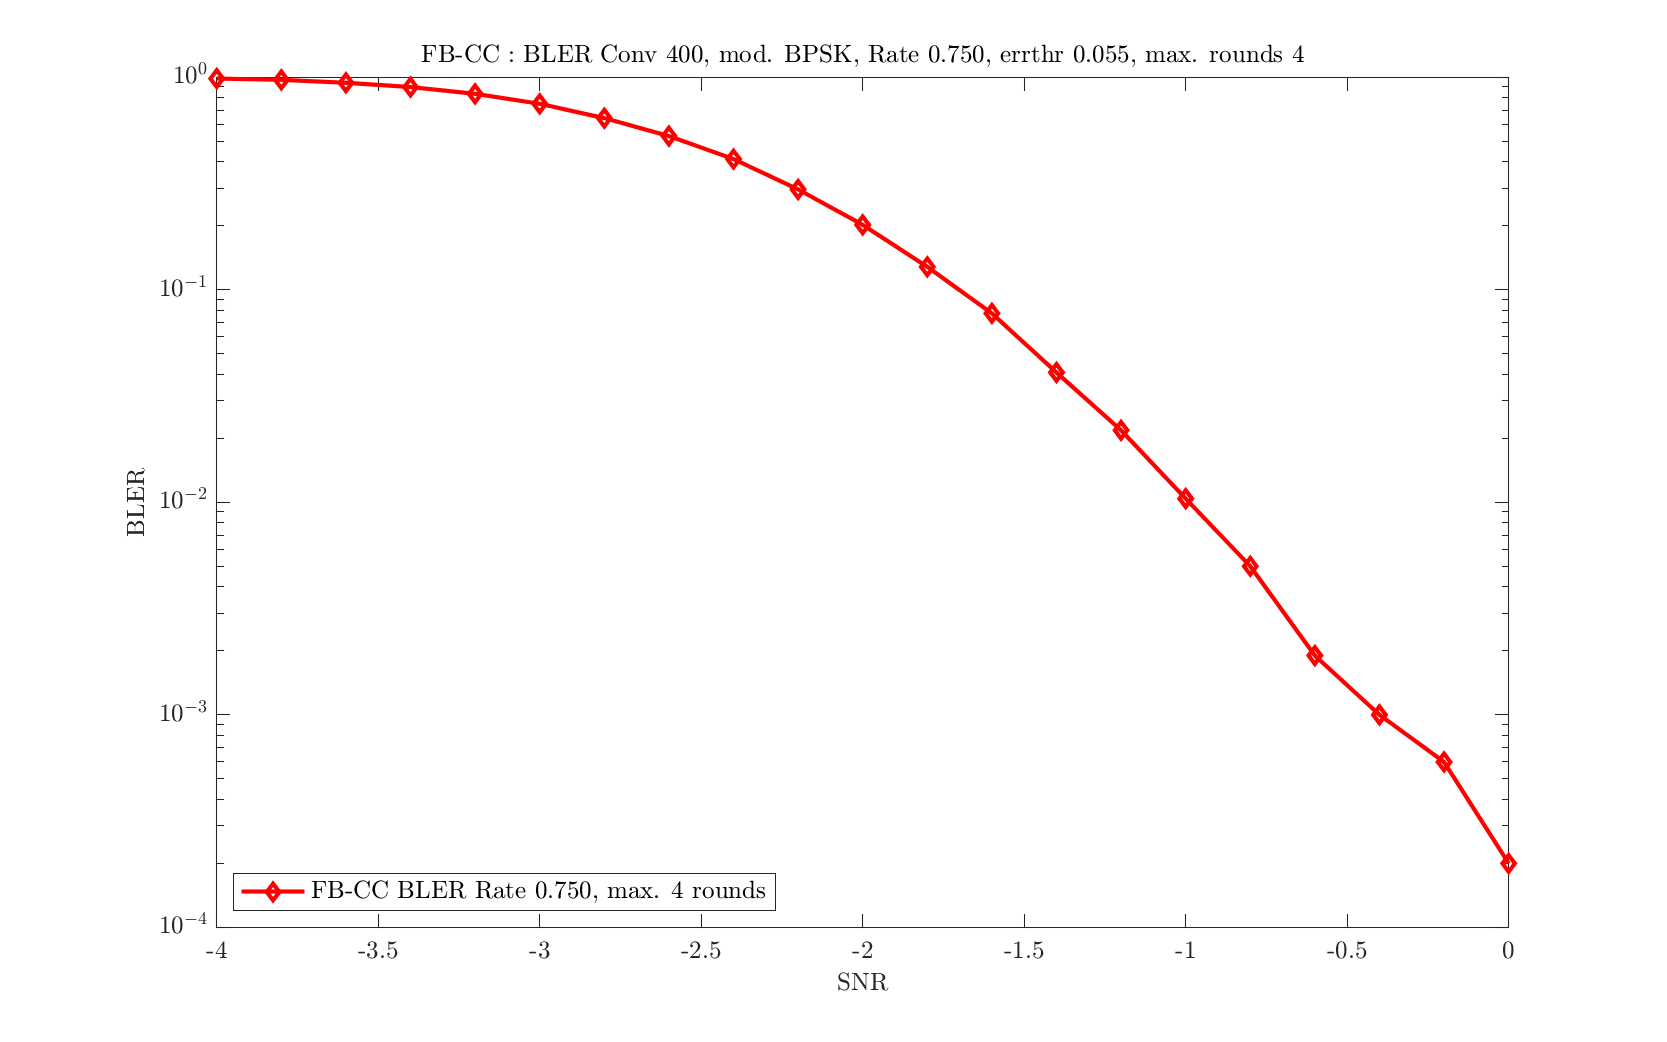 FB-CC : BLER Conv 400, mod. BPSK, Rate 0.750, errthr 0.055, max. rounds 4
10^0
10^-1
10^-2
10^-3
10^-4
BLER
FB-CC BLER Rate 0.750, max. 4 rounds
-4 -3.5 -3 -2.5 -2 -1.5 -1 -0.5 0
SNR